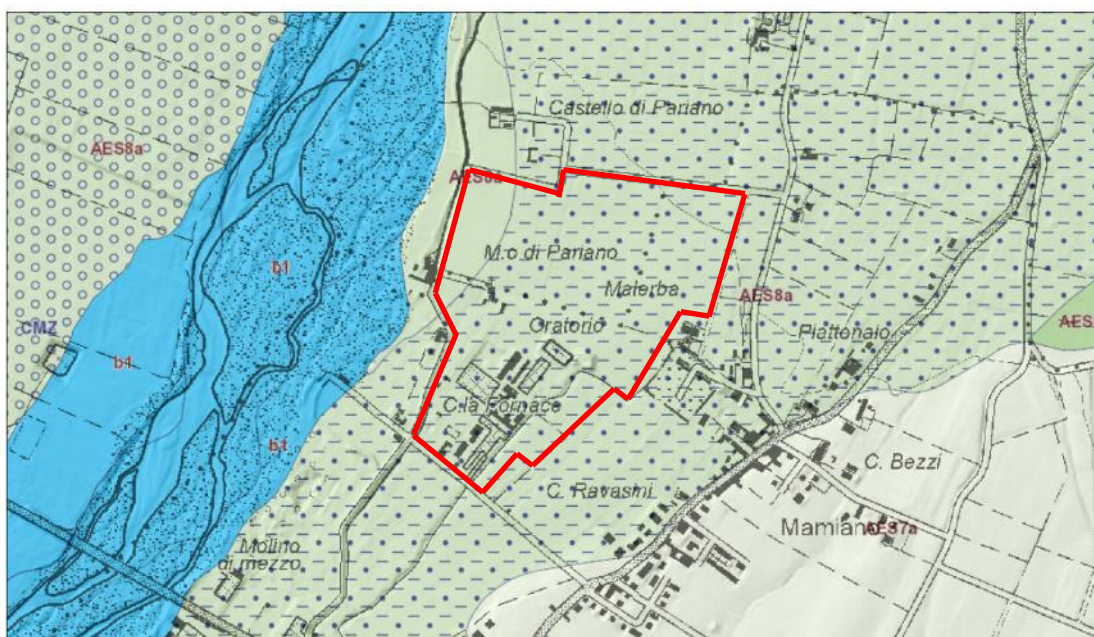 Castello di Pariano
AES8a
AES8a
M.o di Pariano
b1
Malerba
AES8a
Oratorio
Piattonaio
AES
CMZ
b1
C.la Fornace
b1
C. Bezzi
C. Ravasini
Mamiano
AES7a
Molino
di mezzo